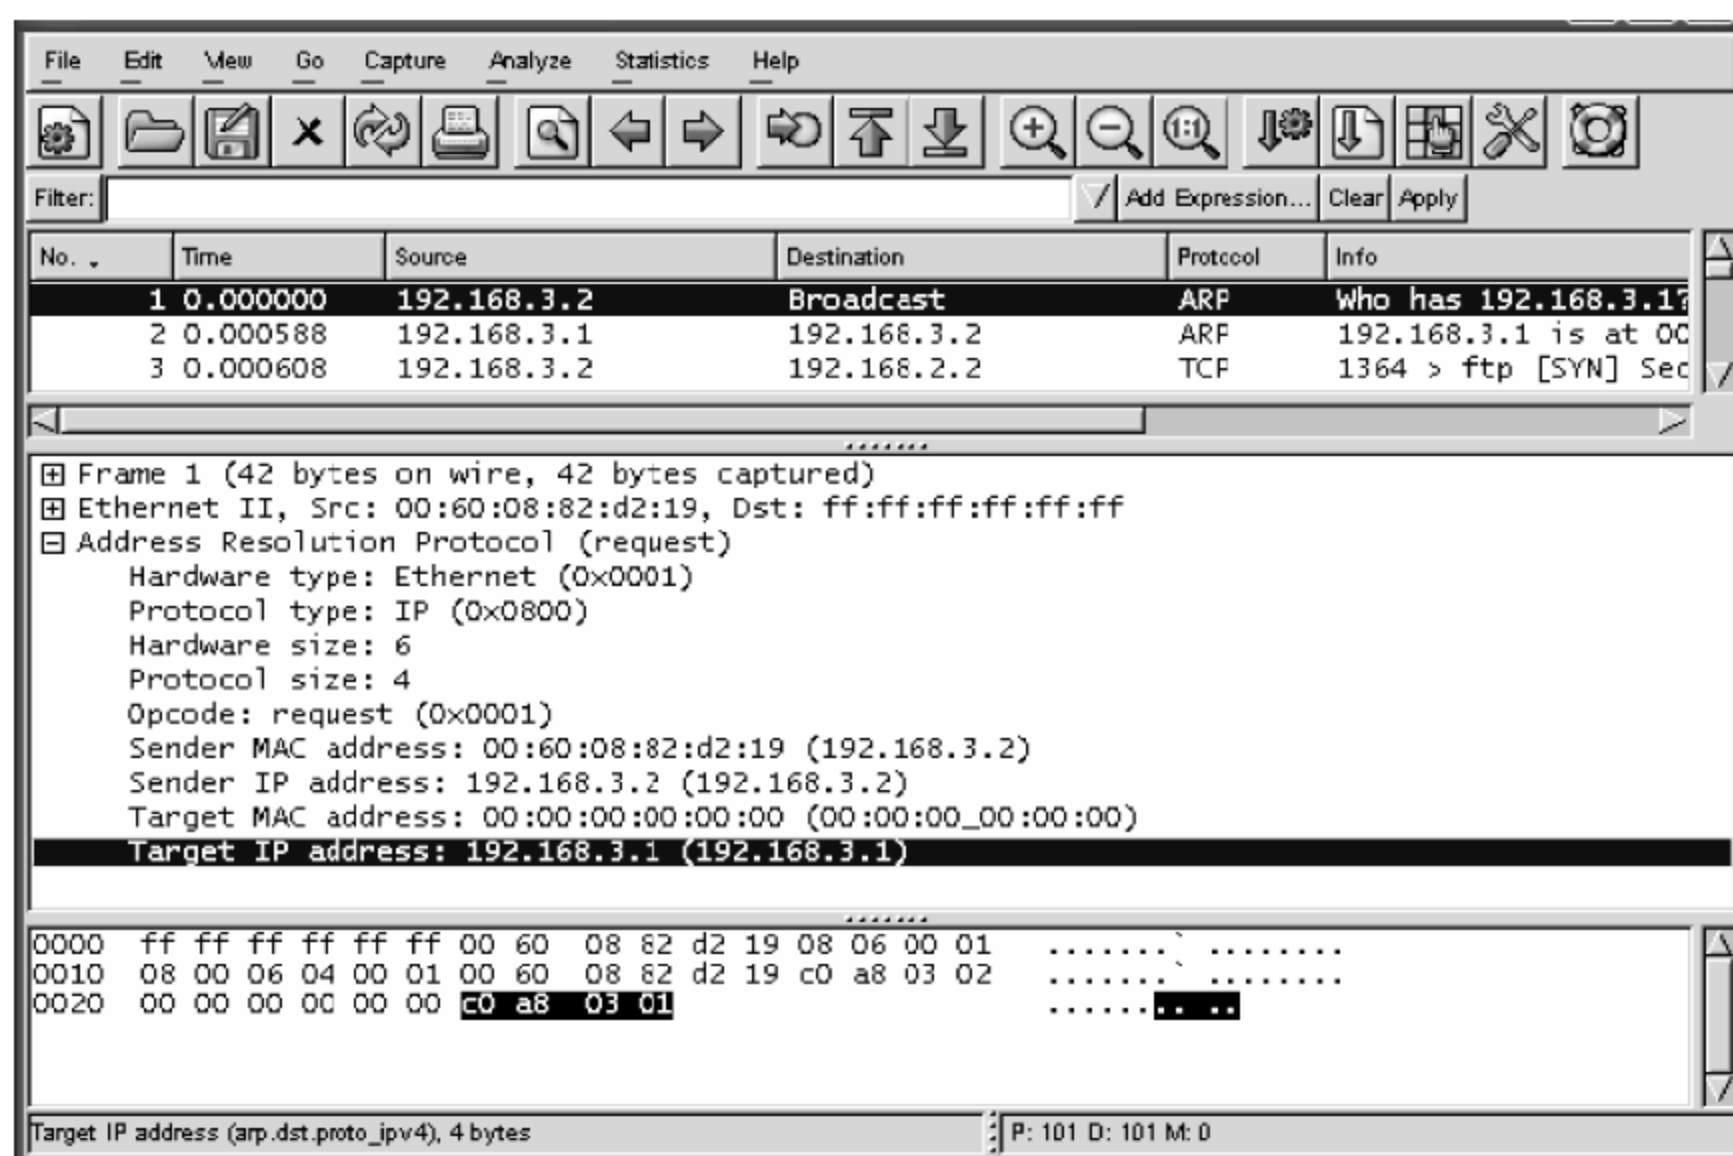 File Edit View Go Capture Analyze Statistics Help
1:1
Filter: Add Expression... Clear Apply
No. . Time Source Destination Protocol Info
1 0.000000 192.168.3.2 Broadcast ARP Who has 192.168.3.1?
2 0.000588 192.168.3.1 192.168.3.2 ARP 192.168.3.1 is at 00
3 0.000608 192.168.3.2 192.168.2.2 TCP 1364 > ftp [SYN] Seq
Frame 1 (42 bytes on wire, 42 bytes captured)
Ethernet II, Src: 00:60:08:82:d2:19, Dst: ff:ff:ff:ff:ff:ff
Address Resolution Protocol (request)
Hardware type: Ethernet (0x0001)
Protocol type: IP (0x0800)
Hardware size: 6
Protocol size: 4
Opcode: request (0x0001)
Sender MAC address: 00:60:08:82:d2:19 (192.168.3.2)
Sender IP address: 192.168.3.2 (192.168.3.2)
Target MAC address: 00:00:00:00:00:00 (00:00:00_00:00:00)
Target IP address: 192.168.3.1 (192.168.3.1)
0000 ff ff ff ff ff ff 00 60 08 82 d2 19 08 06 00 01 .......` ........
0010 08 00 06 04 00 01 00 60 08 82 d2 19 c0 a8 03 02 .......` ........
0020 00 00 00 00 00 00 c0 a8 03 01 ........ ..
Target IP address (arp.dst.proto_ipv4), 4 bytes P: 101 D: 101 M: 0